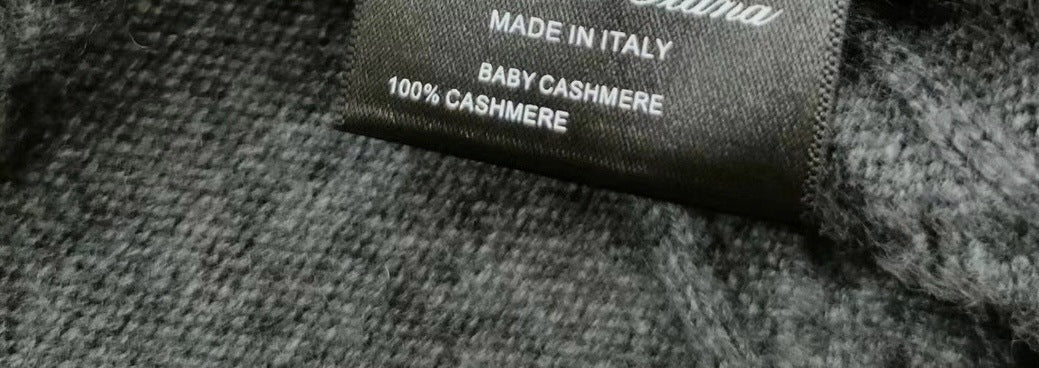 MADE IN ITALY
BABY CASHMERE
100% CASHMERE